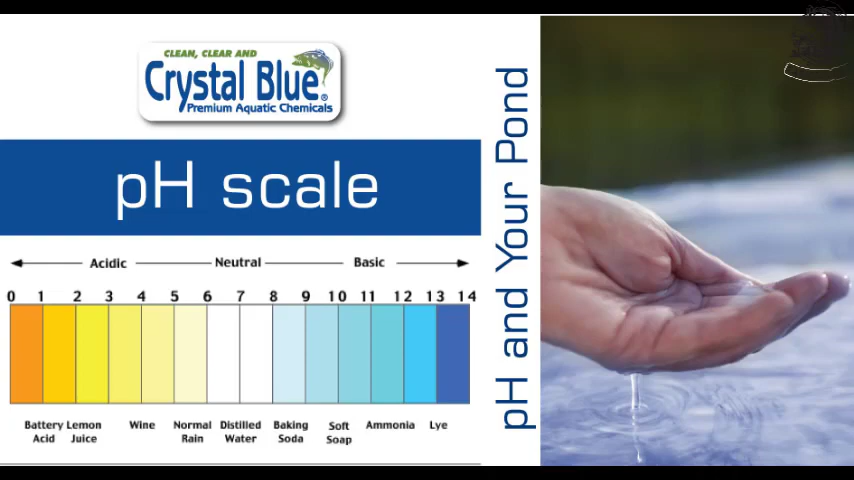 CLEAN, CLEAR AND
Crystal Blue®
Premium Aquatic Chemicals
pH scale
Acidic Neutral Basic
0 1 2 3 4 5 6 7 8 9 10 11 12 13 14
Battery Acid
Lemon Juice
Wine
Normal Rain
Distilled Water
Baking Soda
Soft Soap
Ammonia
Lye
pH and Your Pond